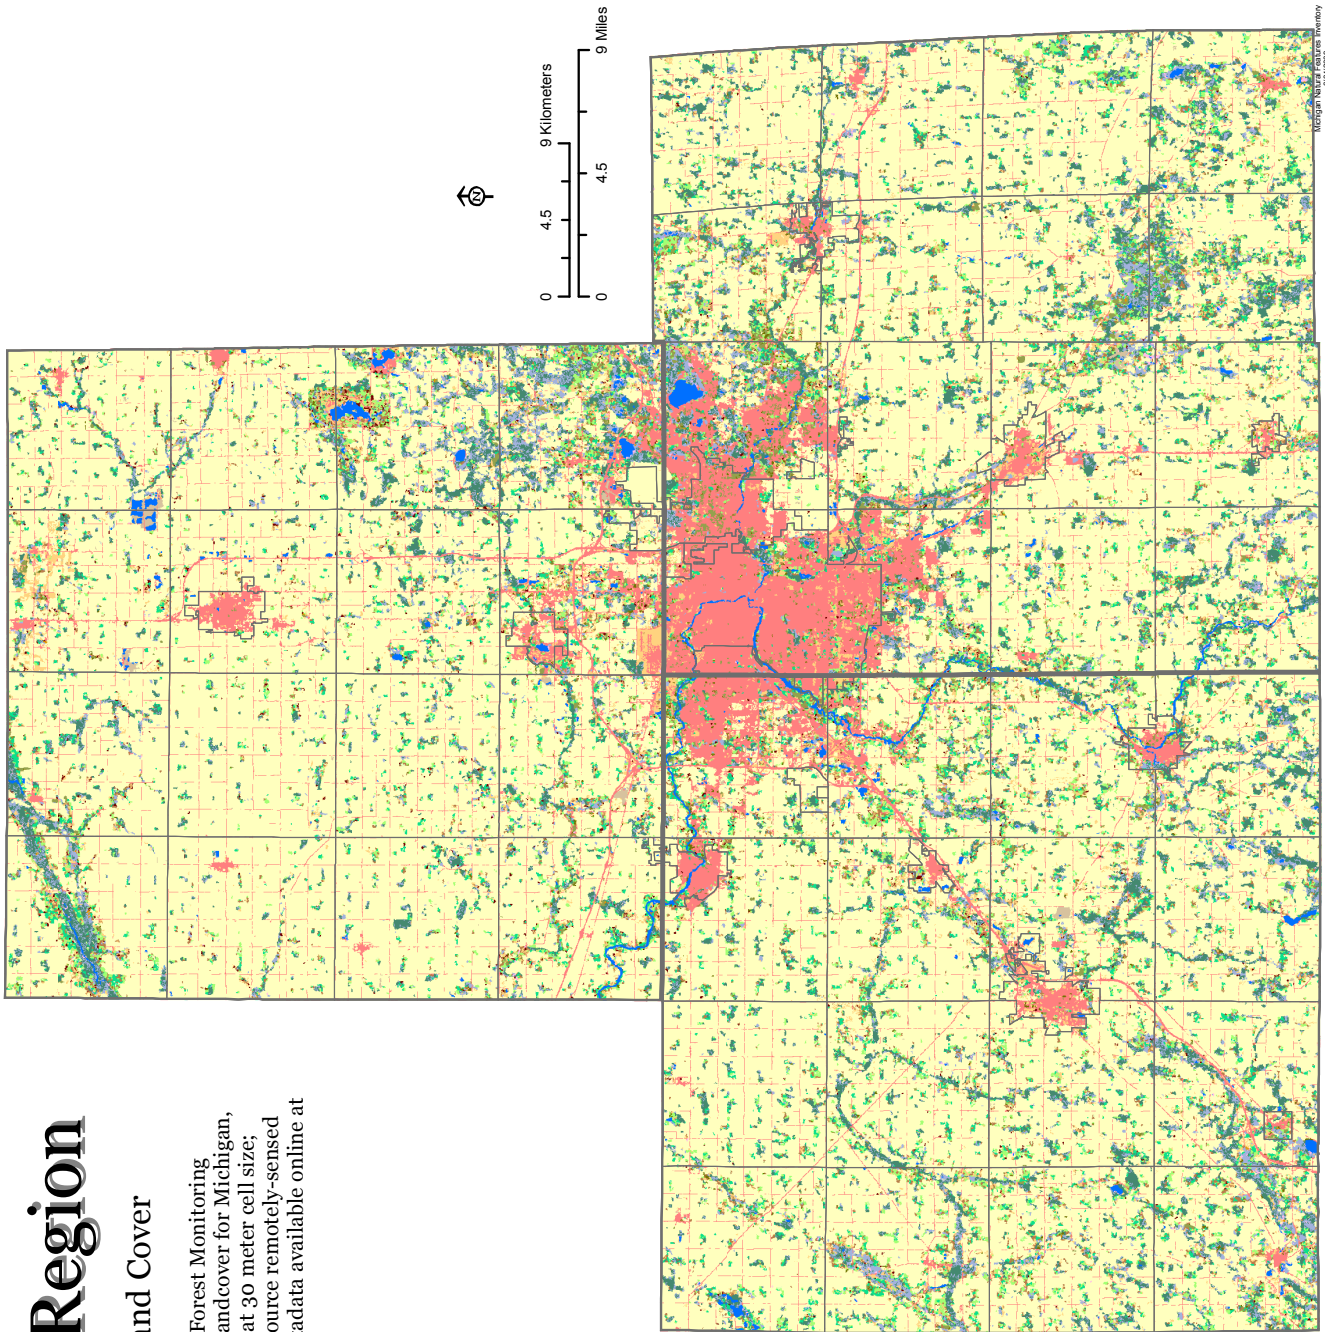 Region
and Cover
Forest Monitoring
andcover for Michigan,
at 30 meter cell size;
ource remotely-sensed
adata available online at
N
0 4.5 9 Kilometers
0 4.5 9 Miles
Michigan Natural Features Inventory